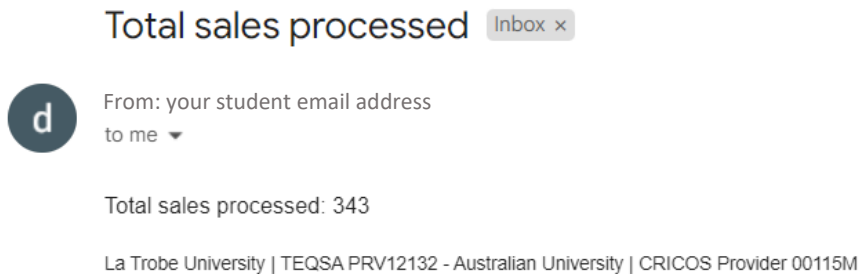 Total sales processed Inbox ×
d
From: your student email address
to me
Total sales processed: 343
La Trobe University | TEQSA PRV12132 - Australian University | CRICOS Provider 00115M